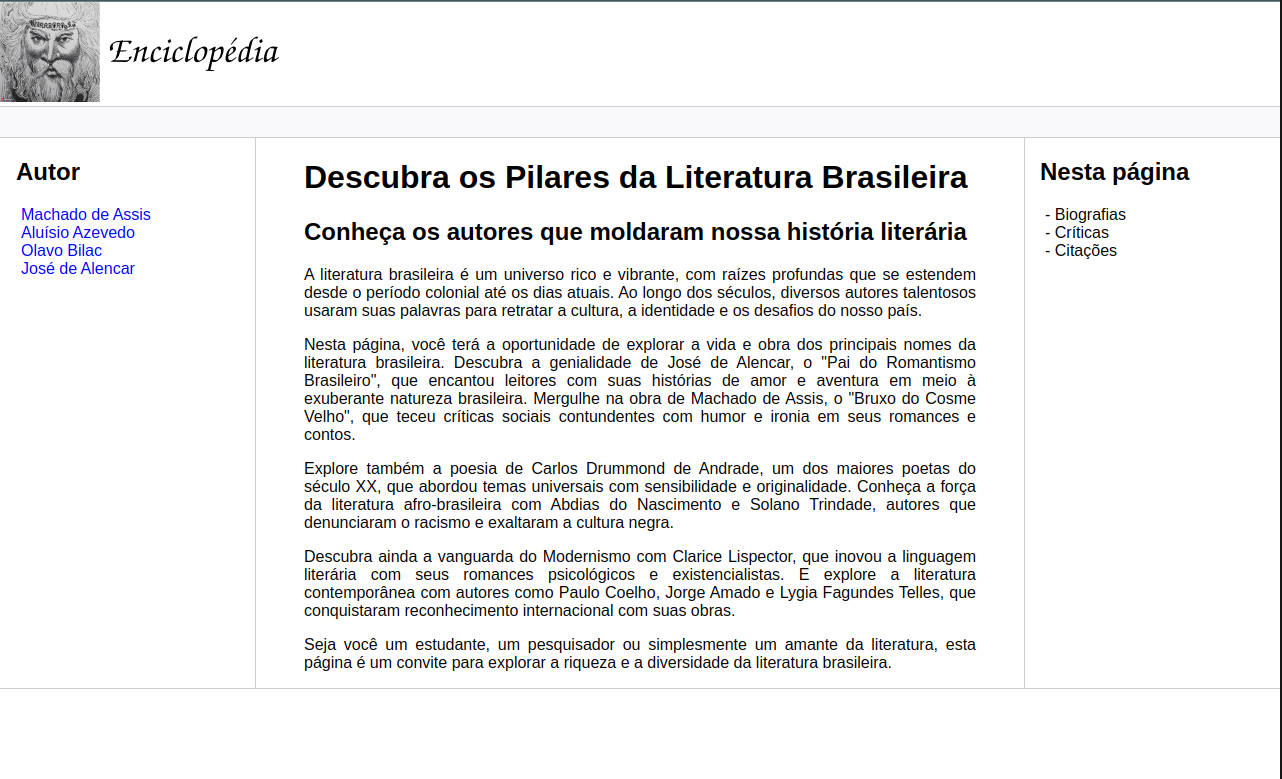 Enciclopédia
Autor
Machado de Assis
Aluísio Azevedo
Olavo Bilac
José de Alencar
Descubra os Pilares da Literatura Brasileira
Conheça os autores que moldaram nossa história literária
A literatura brasileira é um universo rico e vibrante, com raízes profundas que se estendem
desde o período colonial até os dias atuais. Ao longo dos séculos, diversos autores talentosos
usaram suas palavras para retratar a cultura, a identidade e os desafios do nosso país.
Nesta página, você terá a oportunidade de explorar a vida e obra dos principais nomes da
literatura brasileira. Descubra a genialidade de José de Alencar, o "Pai do Romantismo
Brasileiro", que encantou leitores com suas histórias de amor e aventura em meio à
exuberante natureza brasileira. Mergulhe na obra de Machado de Assis, o "Bruxo do Cosme
Velho", que teceu críticas sociais contundentes com humor e ironia em seus romances e
contos.
Explore também a poesia de Carlos Drummond de Andrade, um dos maiores poetas do
século XX, que abordou temas universais com sensibilidade e originalidade. Conheça a força
da literatura afro-brasileira com Abdias do Nascimento e Solano Trindade, autores que
denunciaram o racismo e exaltaram a cultura negra.
Descubra ainda a vanguarda do Modernismo com Clarice Lispector, que inovou a linguagem
literária com seus romances psicológicos e existencialistas. E explore a literatura
contemporânea com autores como Paulo Coelho, Jorge Amado e Lygia Fagundes Telles, que
conquistaram reconhecimento internacional com suas obras.
Seja você um estudante, um pesquisador ou simplesmente um amante da literatura, esta
página é um convite para explorar a riqueza e a diversidade da literatura brasileira.
Nesta página
- Biografias
- Críticas
- Citações